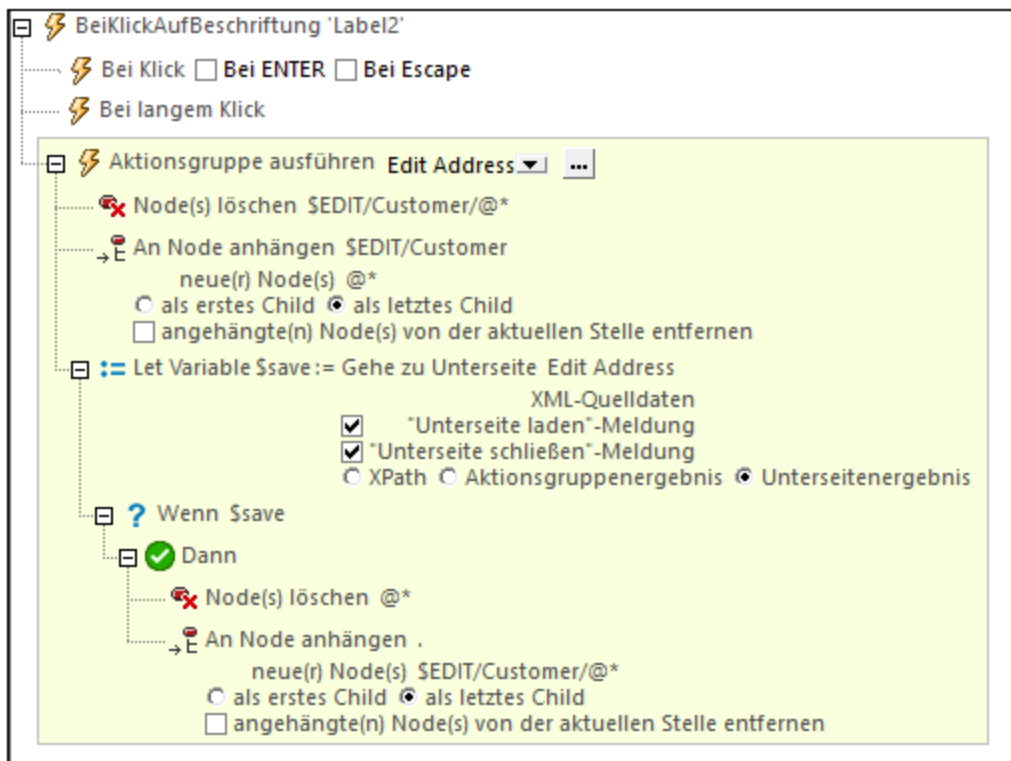 BeiKlickAufBeschriftung 'Label2'
Bei Klick Bei ENTER Bei Escape
Bei langem Klick
Aktionsgruppe ausführen Edit Address ...
Node(s) löschen $EDIT/Customer/@*
An Node anhängen $EDIT/Customer
neue(r) Node(s) @*
als erstes Child als letztes Child
angehängte(n) Node(s) von der aktuellen Stelle entfernen
Let Variable $save := Gehe zu Unterseite Edit Address
XML-Quelldaten
"Unterseite laden"-Meldung
"Unterseite schließen"-Meldung
XPath Aktionsgruppenergebnis Unterseitenergebnis
Wenn $save
Dann
Node(s) löschen @*
An Node anhängen .
neue(r) Node(s) $EDIT/Customer/@*
als erstes Child als letztes Child
angehängte(n) Node(s) von der aktuellen Stelle entfernen